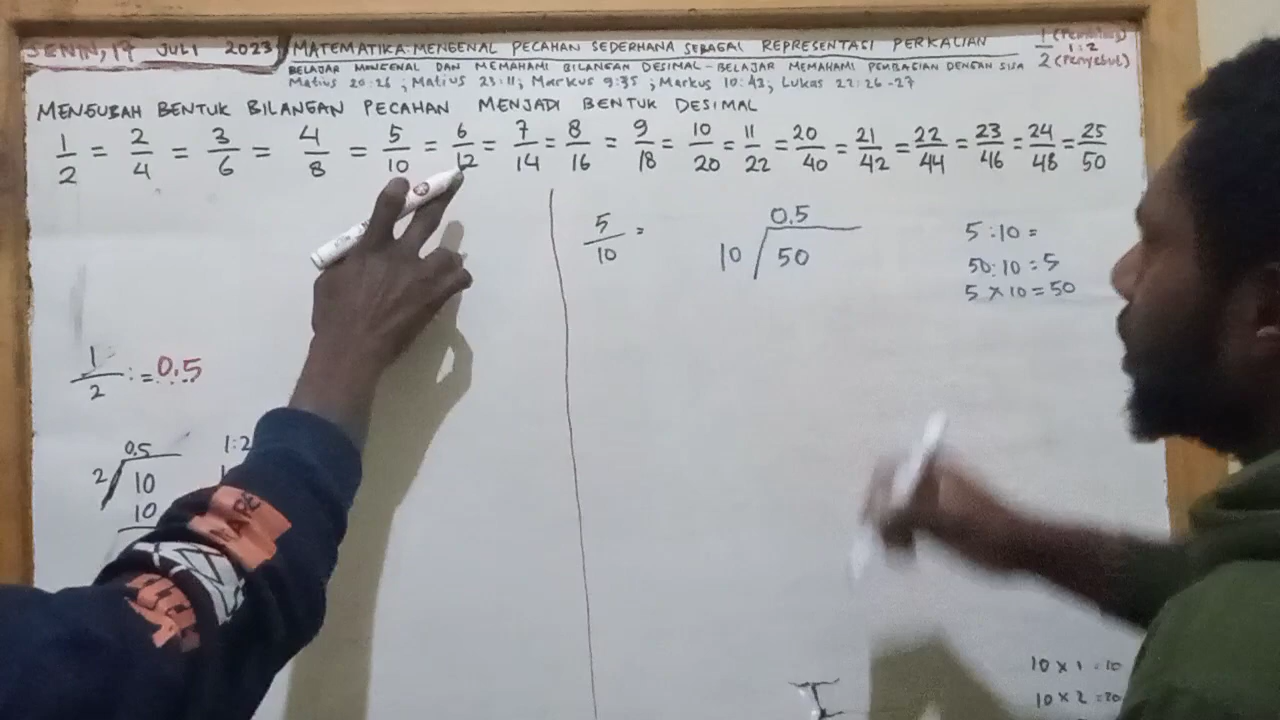 SENIN, 17 JULI 2023
MATEMATIKA: MENGENAL PECAHAN SEDERHANA SEBAGAI REPRESENTASI PERKALIAN
BELAJAR MENGENAL DAN MEMAHAMI BILANGAN DESIMAL - BELAJAR MEMAHAMI PEMBAGIAN DENGAN SISA
Matius 20:26 ; Matius 23:11; Markus 9:35 ; Markus 10:43, Lukas 22:26-27
1 (Pembilang)
1:2
2 (Penyebut)
MENGUBAH BENTUK BILANGAN PECAHAN MENJADI BENTUK DESIMAL
1/2 = 2/4 = 3/6 = 4/8 = 5/10 = 6/12 = 7/14 = 8/16 = 9/18 = 10/20 = 11/22 = 20/40 = 21/42 = 22/44 = 23/46 = 24/48 = 25/50
5/10 =
0.5
10 50
5:10 =
50:10 = 5
5 × 10 = 50
1/2 : = 0.5
0.5
2 10
10
1:2
10 × 1 = 10
10 × 2 = 20